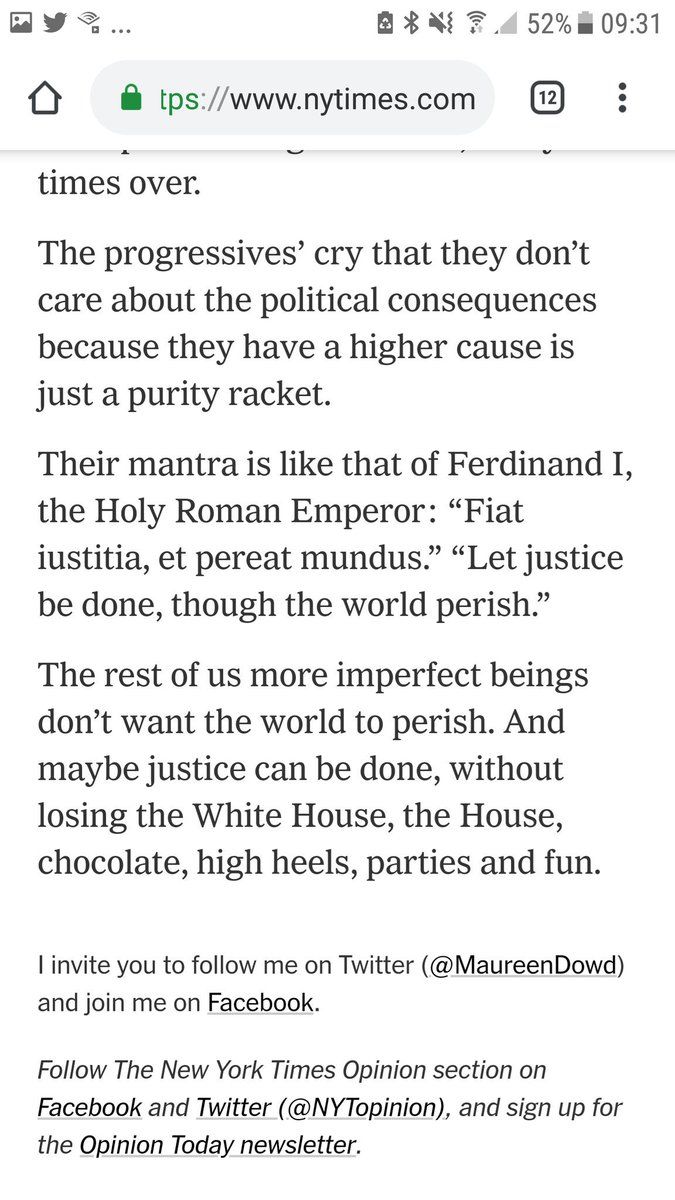 ...
52% 09:31
tps://www.nytimes.com
12
times over.
The progressives’ cry that they don’t
care about the political consequences
because they have a higher cause is
just a purity racket.
Their mantra is like that of Ferdinand I,
the Holy Roman Emperor: “Fiat
iustitia, et pereat mundus.” “Let justice
be done, though the world perish.”
The rest of us more imperfect beings
don’t want the world to perish. And
maybe justice can be done, without
losing the White House, the House,
chocolate, high heels, parties and fun.
I invite you to follow me on Twitter (@MaureenDowd)
and join me on Facebook.
Follow The New York Times Opinion section on
Facebook and Twitter (@NYTopinion), and sign up for
the Opinion Today newsletter.